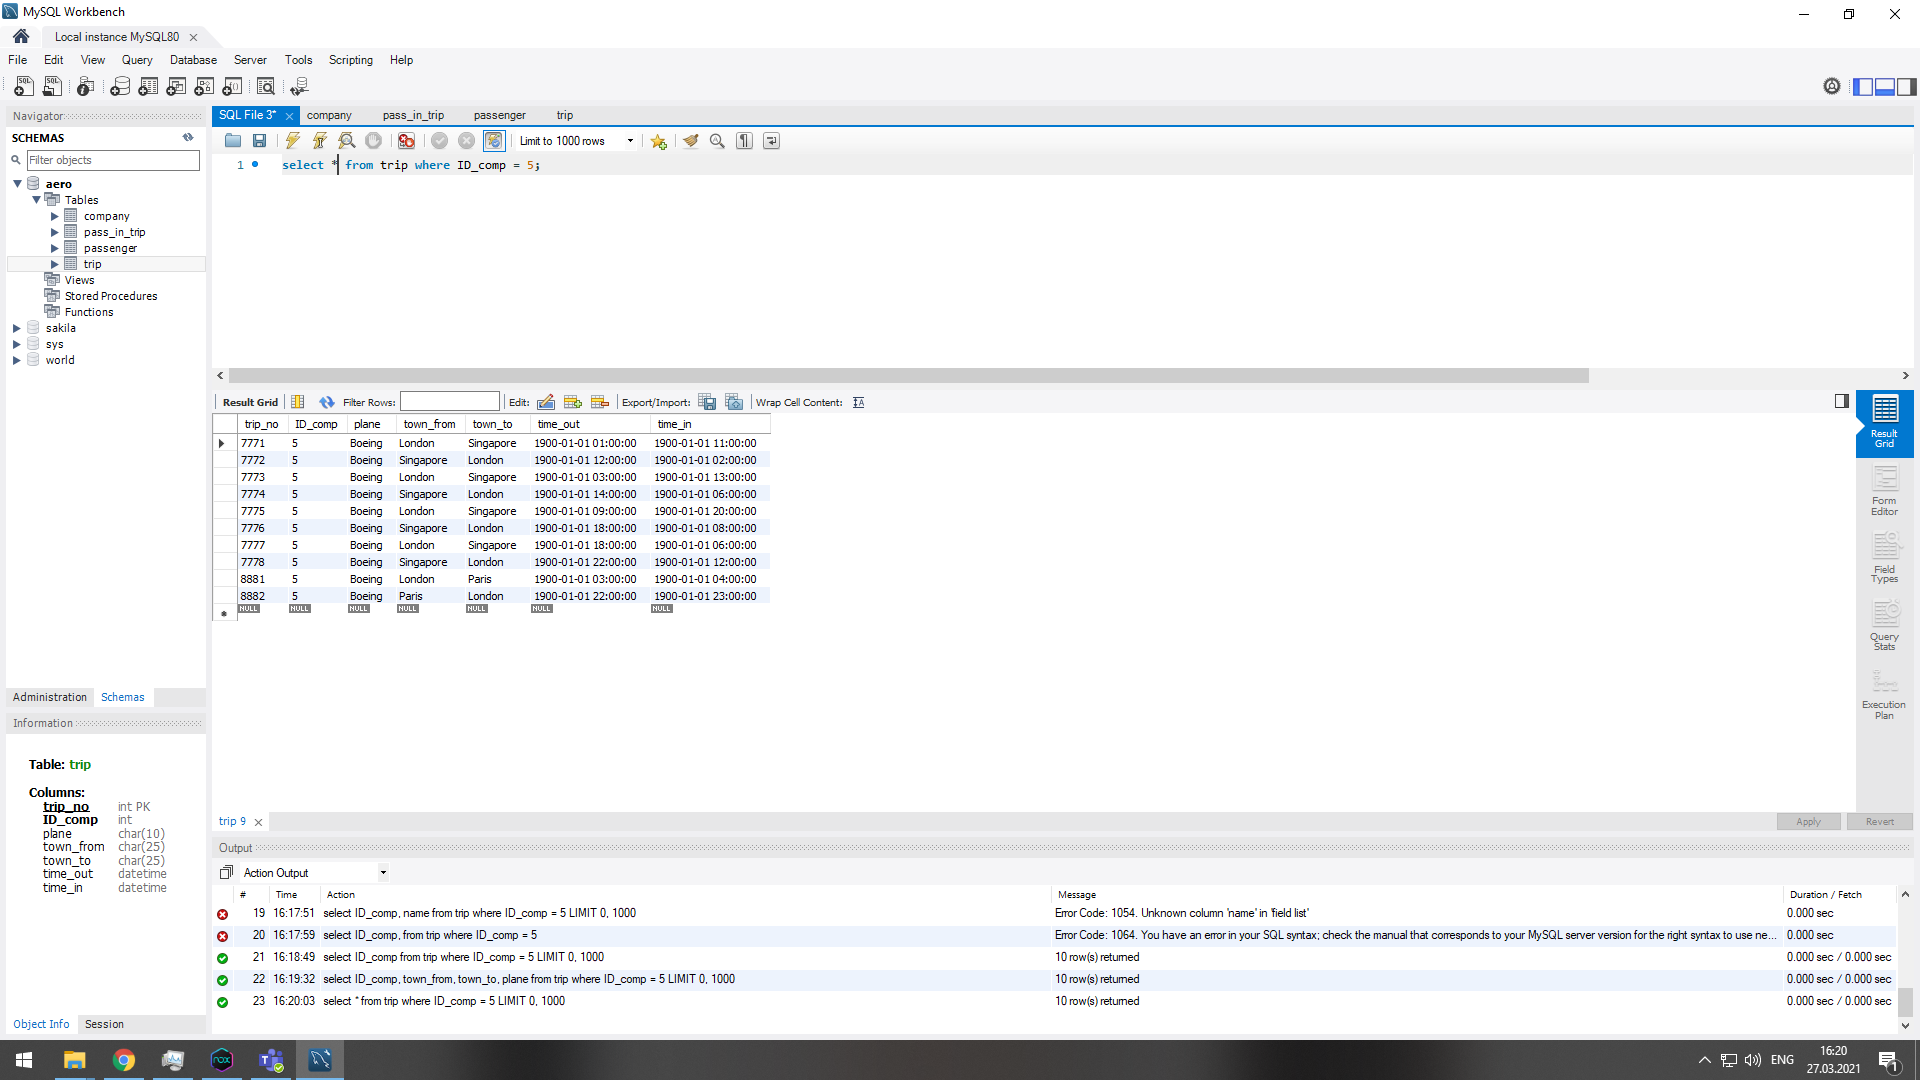 MySQL Workbench
Local instance MySQL80
File Edit View Query Database Server Tools Scripting Help
Navigator
SCHEMAS
Filter objects
aero
Tables
company
pass_in_trip
passenger
trip
Views
Stored Procedures
Functions
sakila
sys
world
Administration Schemas
Information
Table: trip
Columns:
trip_no int PK
ID_comp int
plane char(10)
town_from char(25)
town_to char(25)
time_out datetime
time_in datetime
Object Info Session
SQL File 3* company pass_in_trip passenger trip
Limit to 1000 rows
1 select * from trip where ID_comp = 5;
Result Grid Filter Rows: Edit: Export/Import: Wrap Cell Content:
trip_no ID_comp plane town_from town_to time_out time_in
7771 5 Boeing London Singapore 1900-01-01 01:00:00 1900-01-01 11:00:00
7772 5 Boeing Singapore London 1900-01-01 12:00:00 1900-01-01 02:00:00
7773 5 Boeing London Singapore 1900-01-01 03:00:00 1900-01-01 13:00:00
7774 5 Boeing Singapore London 1900-01-01 14:00:00 1900-01-01 06:00:00
7775 5 Boeing London Singapore 1900-01-01 09:00:00 1900-01-01 20:00:00
7776 5 Boeing Singapore London 1900-01-01 18:00:00 1900-01-01 08:00:00
7777 5 Boeing London Singapore 1900-01-01 18:00:00 1900-01-01 06:00:00
7778 5 Boeing Singapore London 1900-01-01 22:00:00 1900-01-01 12:00:00
8881 5 Boeing London Paris 1900-01-01 03:00:00 1900-01-01 04:00:00
8882 5 Boeing Paris London 1900-01-01 22:00:00 1900-01-01 23:00:00
NULL NULL NULL NULL NULL NULL NULL
Result
Grid
Form
Editor
Field
Types
Query
Stats
Execution
Plan
trip 9
Apply Revert
Output
Action Output
# Time Action Message Duration / Fetch
19 16:17:51 select ID_comp, name from trip where ID_comp = 5 LIMIT 0, 1000 Error Code: 1054. Unknown column 'name' in 'field list' 0.000 sec
20 16:17:59 select ID_comp, from trip where ID_comp = 5 Error Code: 1064. You have an error in your SQL syntax; check the manual that corresponds to your MySQL server version for the right syntax to use ne... 0.000 sec
21 16:18:49 select ID_comp from trip where ID_comp = 5 LIMIT 0, 1000 10 row(s) returned 0.000 sec / 0.000 sec
22 16:19:32 select ID_comp, town_from, town_to, plane from trip where ID_comp = 5 LIMIT 0, 1000 10 row(s) returned 0.000 sec / 0.000 sec
23 16:20:03 select * from trip where ID_comp = 5 LIMIT 0, 1000 10 row(s) returned 0.000 sec / 0.000 sec
nox
ENG
16:20
27.03.2021
1